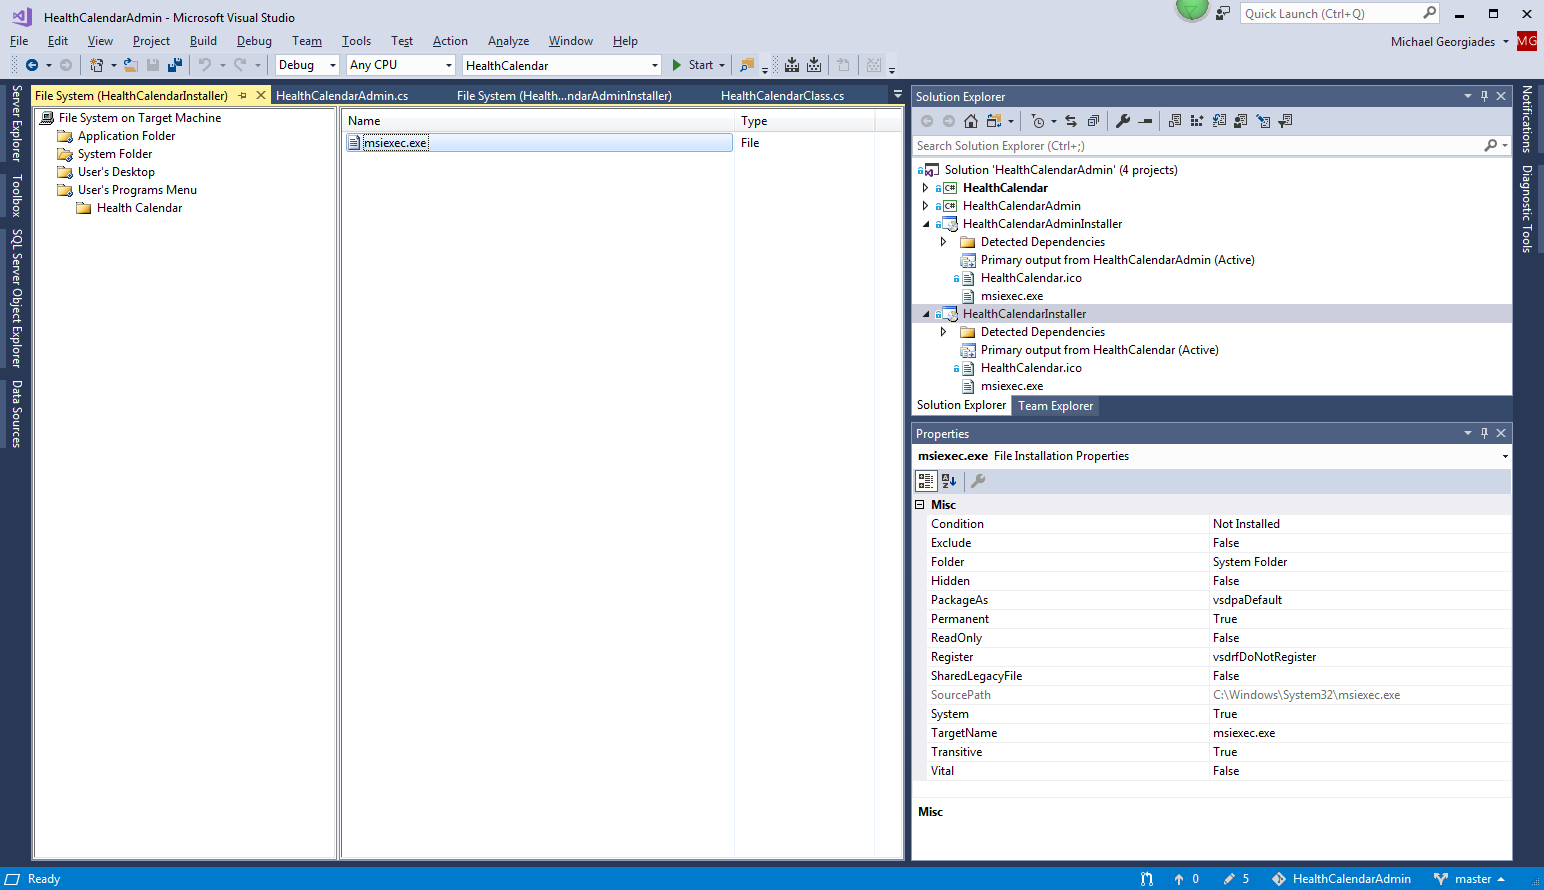 HealthCalendarAdmin - Microsoft Visual Studio
Quick Launch (Ctrl+Q)
File Edit View Project Build Debug Team Tools Test Action Analyze Window Help
Michael Georgiades MG
Debug Any CPU HealthCalendar Start
Server Explorer
Toolbox
SQL Server Object Explorer
Data Sources
File System (HealthCalendarInstaller) HealthCalendarAdmin.cs File System (Health...ndarAdminInstaller) HealthCalendarClass.cs
File System on Target Machine
Application Folder
System Folder
User's Desktop
User's Programs Menu
Health Calendar
Name Type
msiexec.exe File
Solution Explorer
Search Solution Explorer (Ctrl+;)
Solution 'HealthCalendarAdmin' (4 projects)
C# HealthCalendar
C# HealthCalendarAdmin
HealthCalendarAdminInstaller
Detected Dependencies
Primary output from HealthCalendarAdmin (Active)
HealthCalendar.ico
msiexec.exe
HealthCalendarInstaller
Detected Dependencies
Primary output from HealthCalendar (Active)
HealthCalendar.ico
msiexec.exe
Solution Explorer Team Explorer
Properties
msiexec.exe File Installation Properties
Misc
Condition Not Installed
Exclude False
Folder System Folder
Hidden False
PackageAs vsdpaDefault
Permanent True
ReadOnly False
Register vsdrfDoNotRegister
SharedLegacyFile False
SourcePath C:\Windows\System32\msiexec.exe
System True
TargetName msiexec.exe
Transitive True
Vital False
Misc
Notifications
Diagnostic Tools
Ready 0 5 HealthCalendarAdmin master